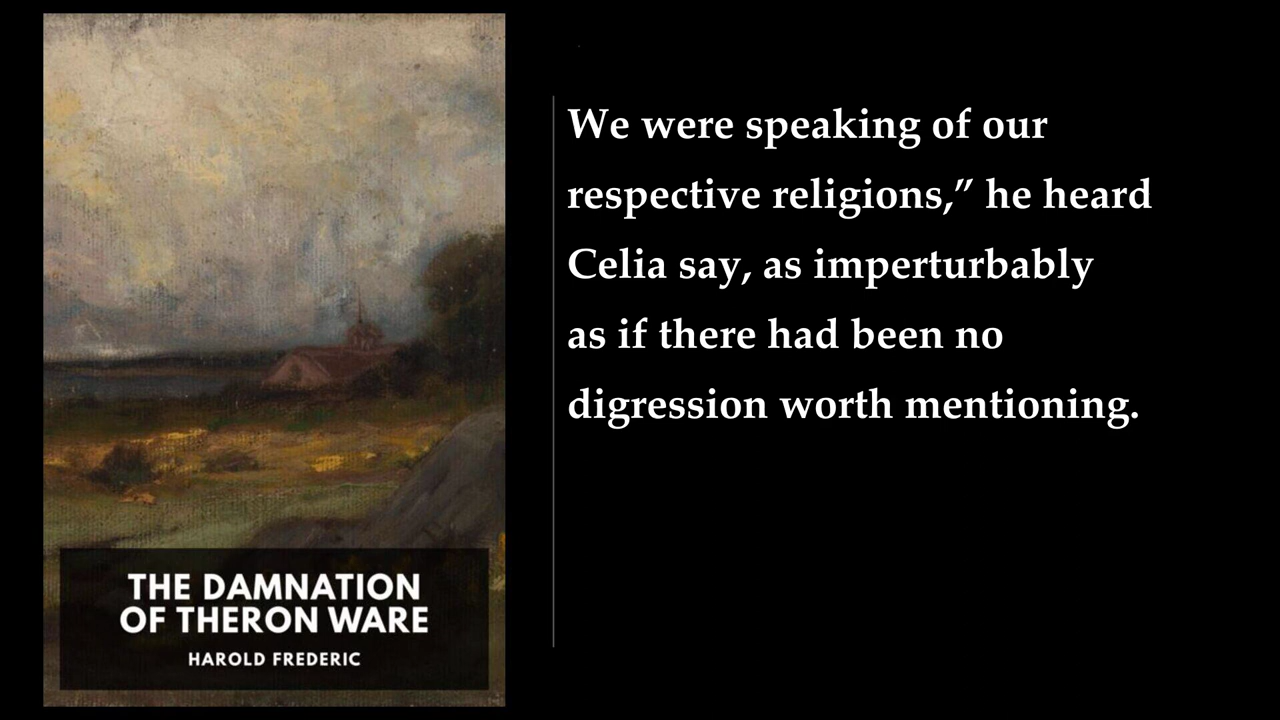 THE DAMNATION
OF THERON WARE
HAROLD FREDERIC
We were speaking of our
respective religions,” he heard
Celia say, as imperturbably
as if there had been no
digression worth mentioning.